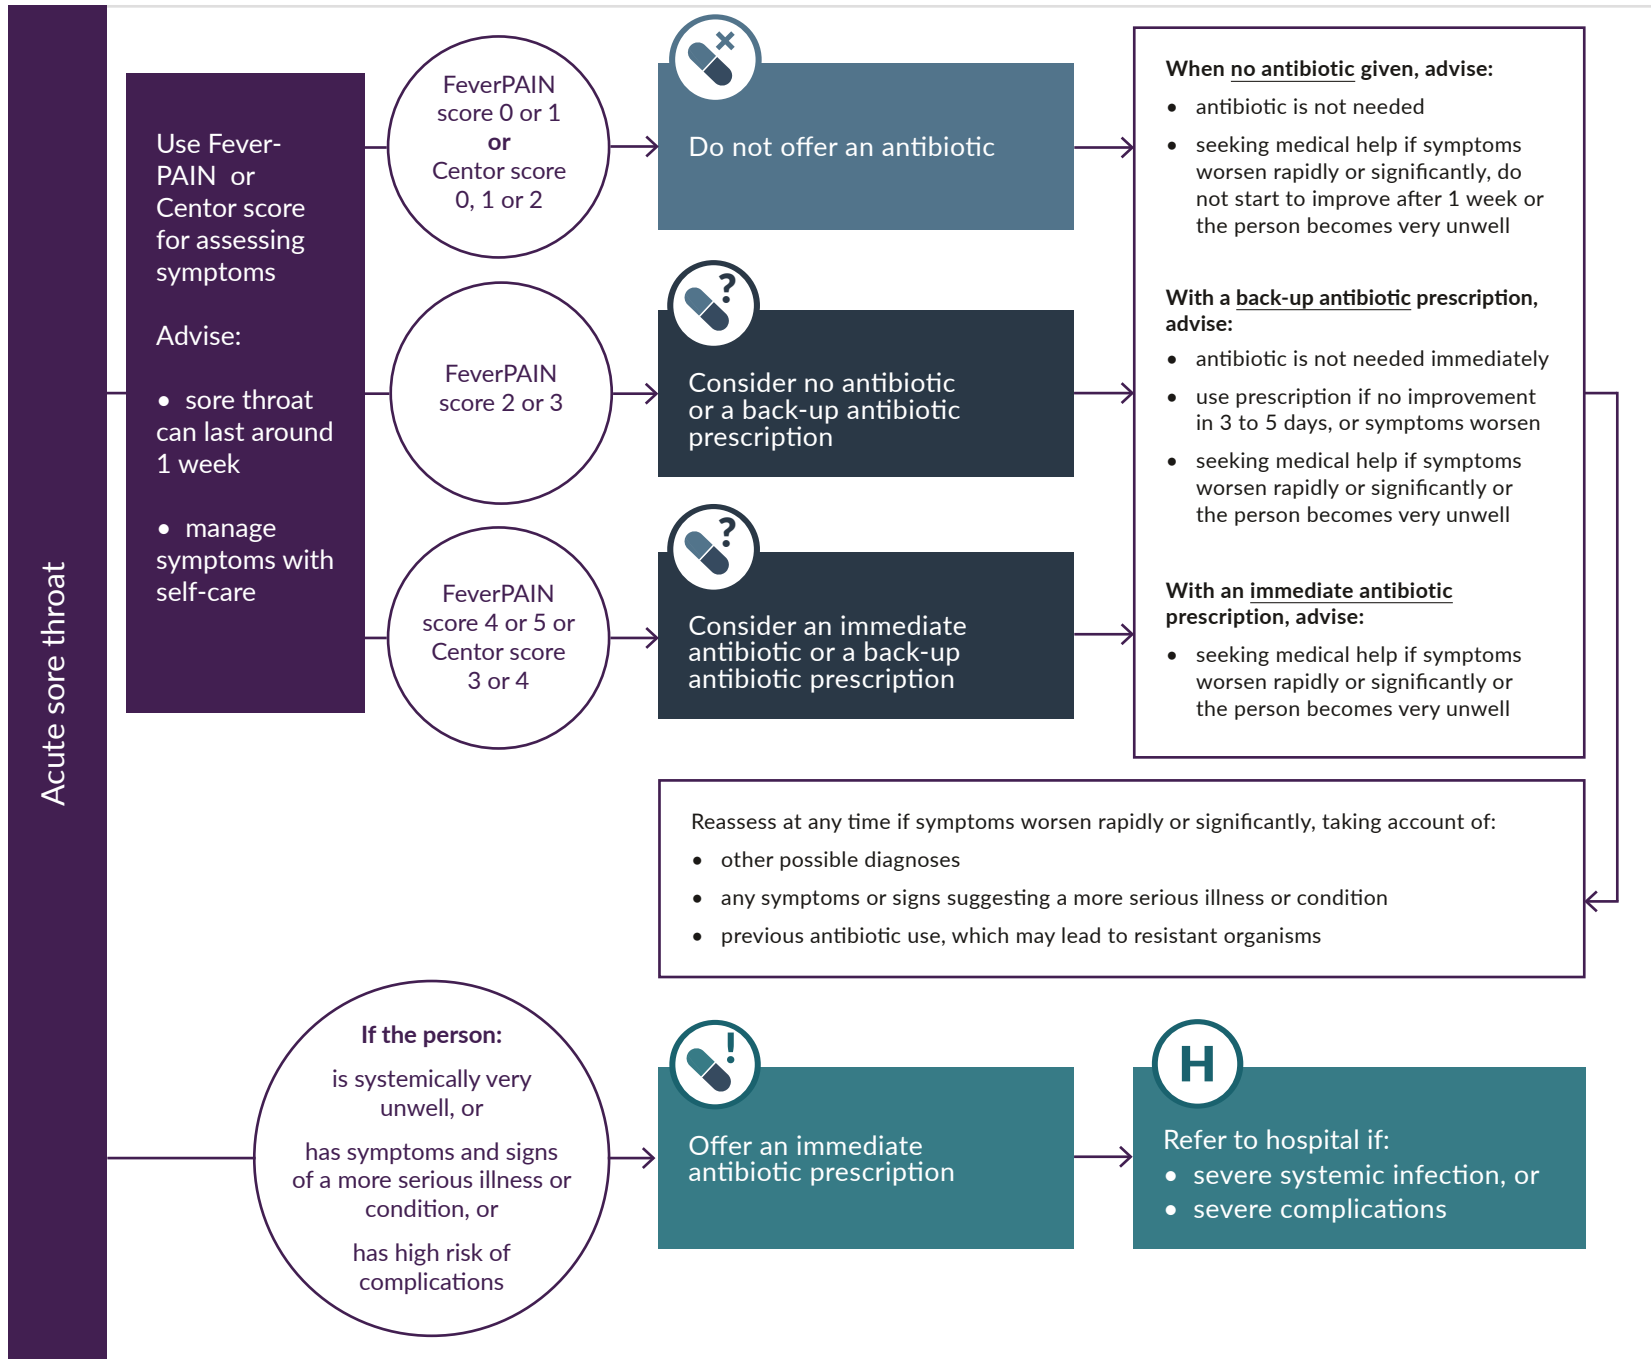 Acute sore throat
Use Fever-
PAIN or
Centor score
for assessing
symptoms
Advise:
• sore throat
can last around
1 week
• manage
symptoms with
self-care
FeverPAIN
score 0 or 1
or
Centor score
0, 1 or 2
Do not offer an antibiotic
FeverPAIN
score 2 or 3
?
Consider no antibiotic
or a back-up antibiotic
prescription
FeverPAIN
score 4 or 5 or
Centor score
3 or 4
?
Consider an immediate
antibiotic or a back-up
antibiotic prescription
When no antibiotic given, advise:
• antibiotic is not needed
• seeking medical help if symptoms
worsen rapidly or significantly, do
not start to improve after 1 week or
the person becomes very unwell
With a back-up antibiotic prescription,
advise:
• antibiotic is not needed immediately
• use prescription if no improvement
in 3 to 5 days, or symptoms worsen
• seeking medical help if symptoms
worsen rapidly or significantly or
the person becomes very unwell
With an immediate antibiotic
prescription, advise:
• seeking medical help if symptoms
worsen rapidly or significantly or
the person becomes very unwell
Reassess at any time if symptoms worsen rapidly or significantly, taking account of:
• other possible diagnoses
• any symptoms or signs suggesting a more serious illness or condition
• previous antibiotic use, which may lead to resistant organisms
If the person:
is systemically very
unwell, or
has symptoms and signs
of a more serious illness or
condition, or
has high risk of
complications
!
Offer an immediate
antibiotic prescription
H
Refer to hospital if:
• severe systemic infection, or
• severe complications